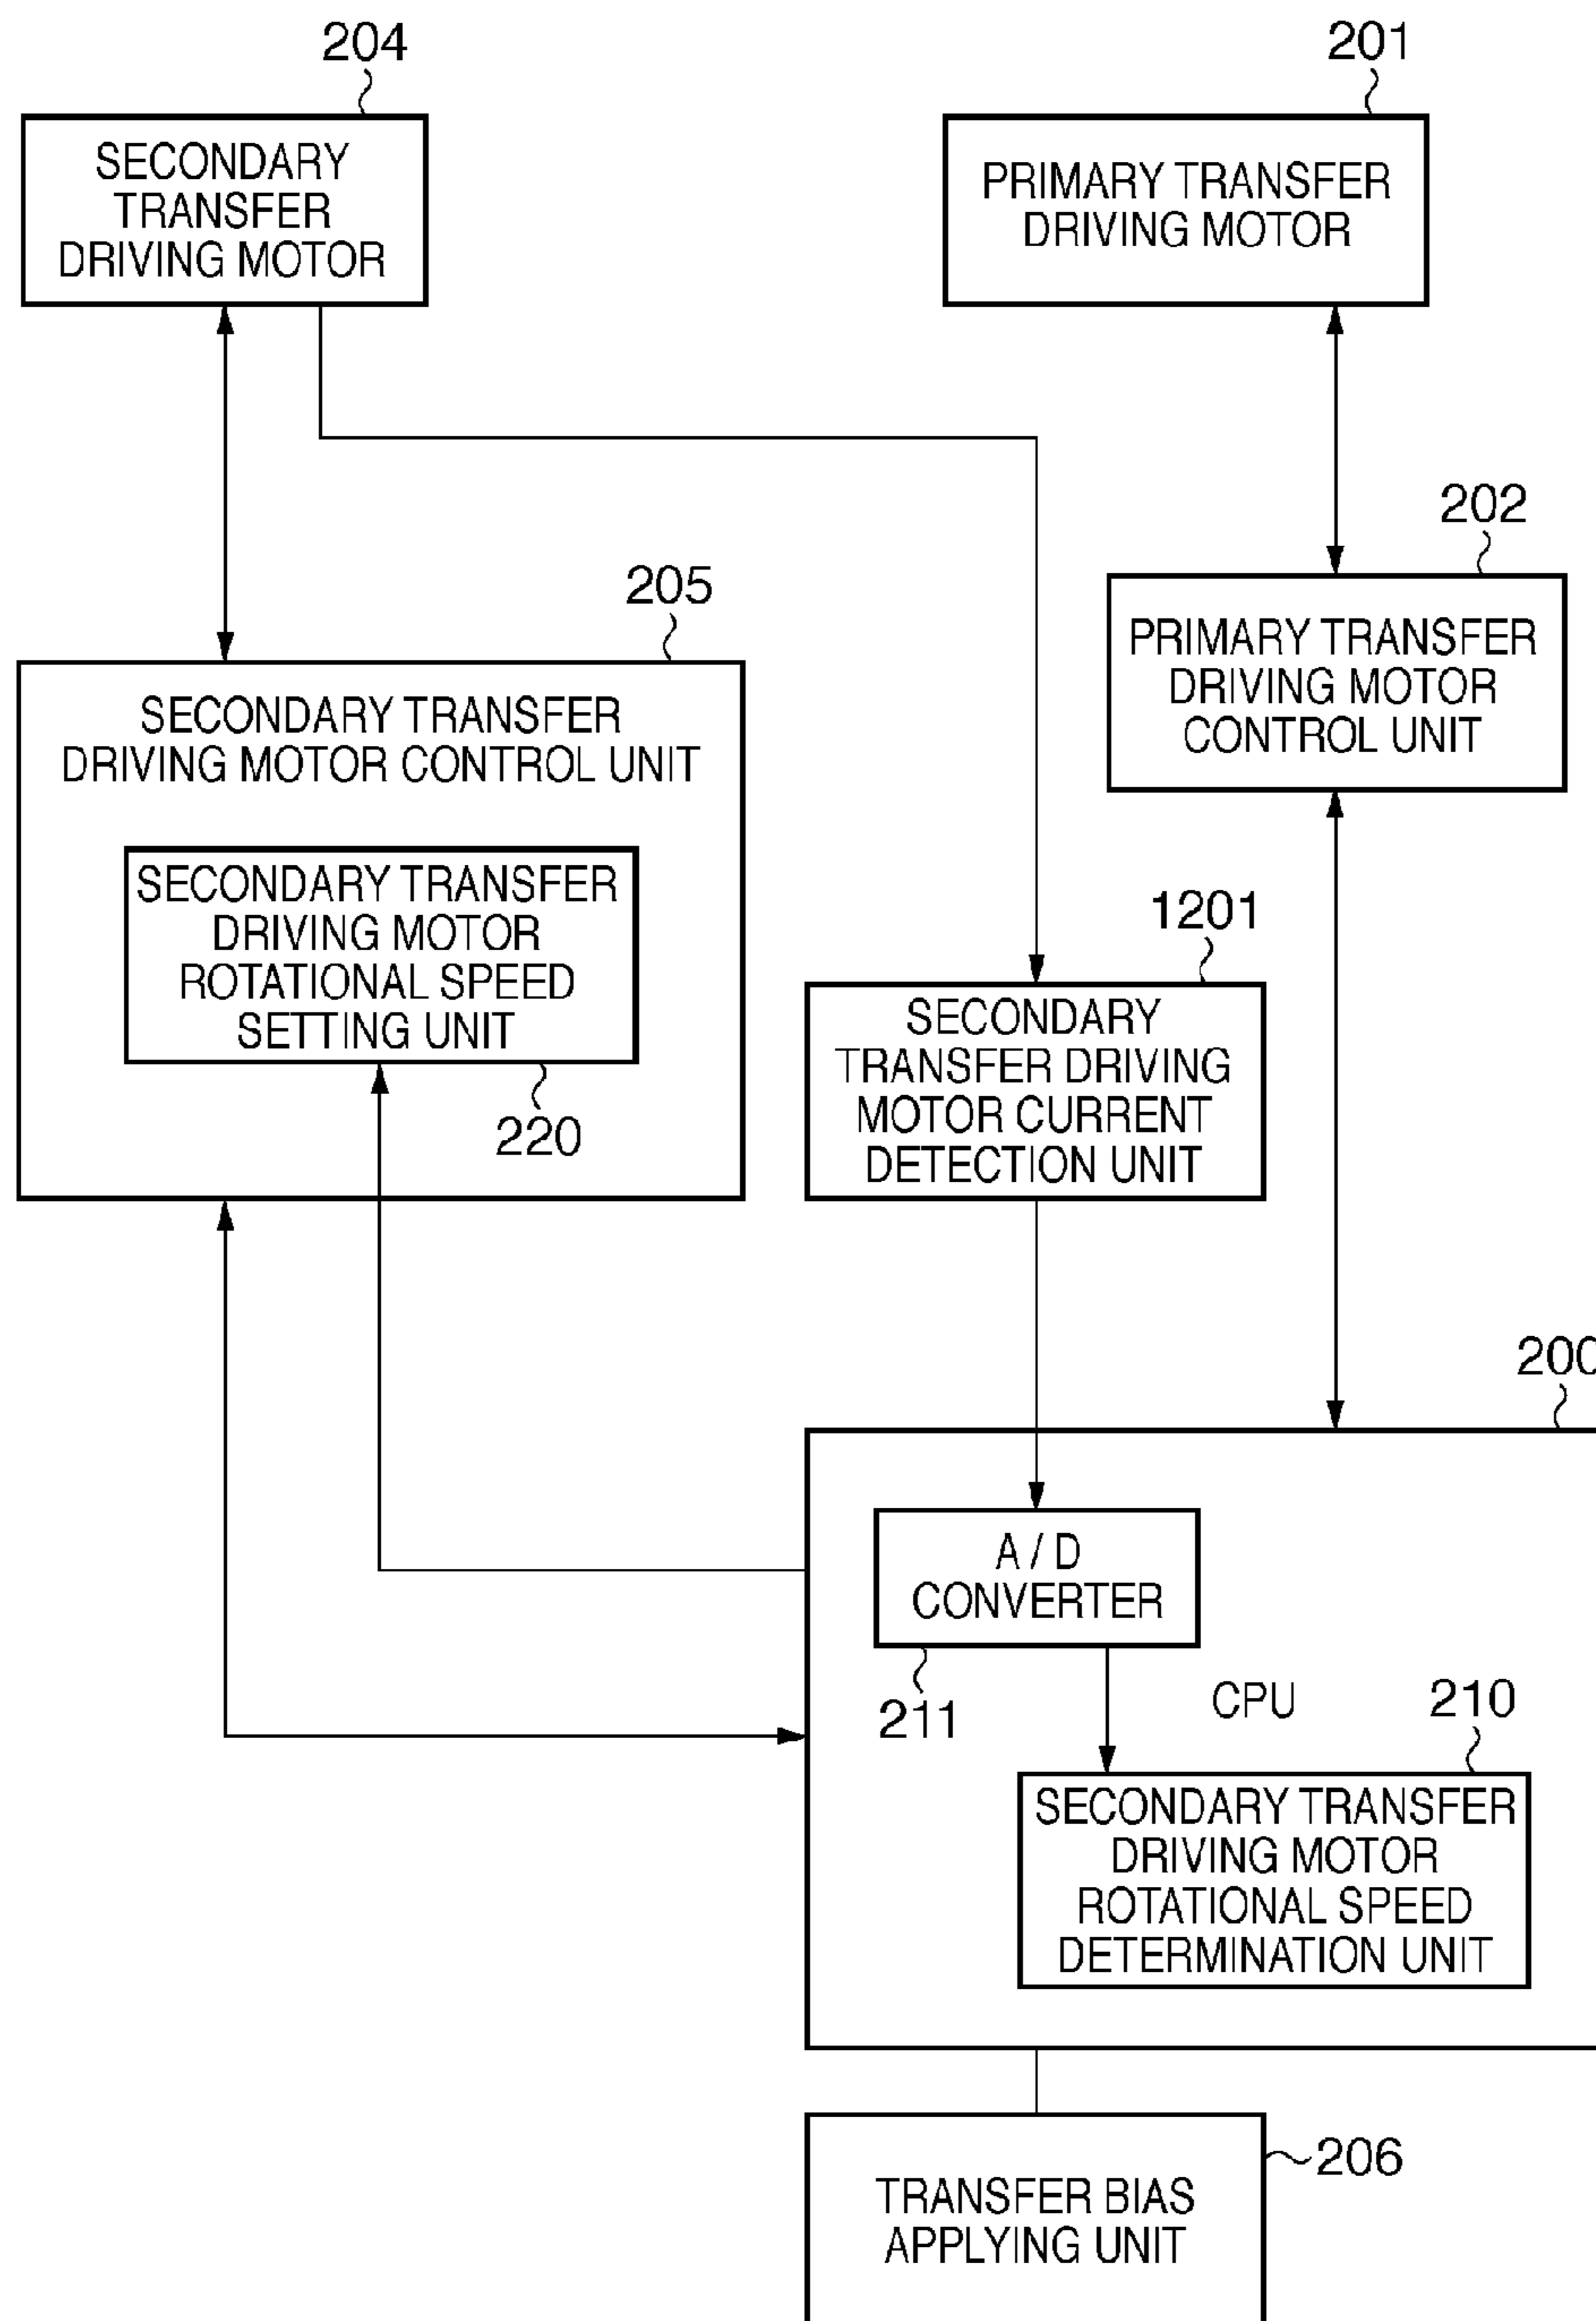 204
SECONDARY
TRANSFER
DRIVING MOTOR
201
PRIMARY TRANSFER
DRIVING MOTOR
202
PRIMARY TRANSFER
DRIVING MOTOR
CONTROL UNIT
205
SECONDARY TRANSFER
DRIVING MOTOR CONTROL UNIT
SECONDARY TRANSFER
DRIVING MOTOR
ROTATIONAL SPEED
SETTING UNIT
220
1201
SECONDARY
TRANSFER DRIVING
MOTOR CURRENT
DETECTION UNIT
200
A / D
CONVERTER
211
CPU
210
SECONDARY TRANSFER
DRIVING MOTOR
ROTATIONAL SPEED
DETERMINATION UNIT
206
TRANSFER BIAS
APPLYING UNIT